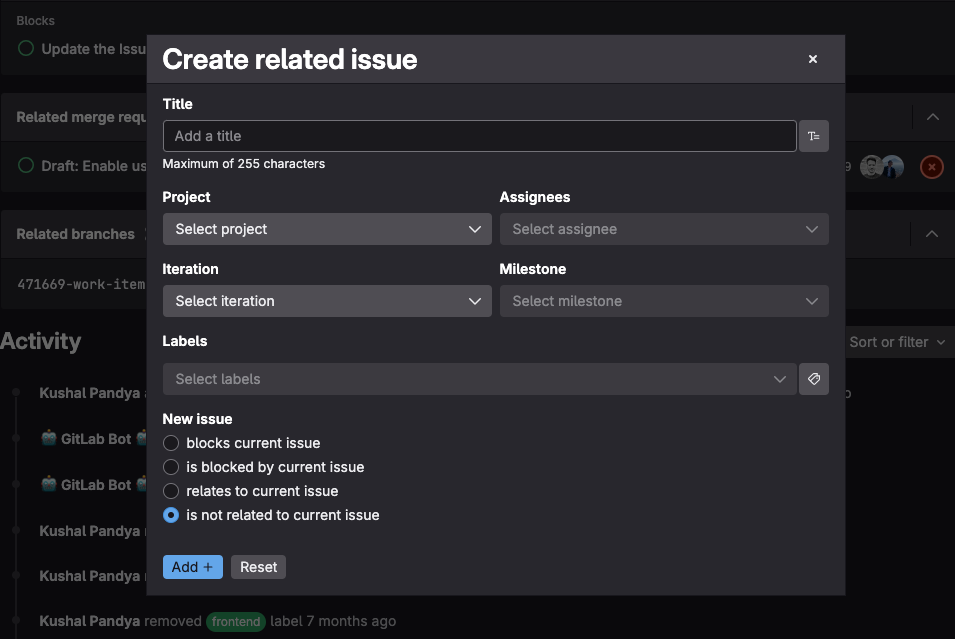 Blocks
Update the Issu
Create related issue
Title
Add a title
Maximum of 255 characters
Related merge requ
Draft: Enable us
9
Project
Assignees
Select project
Select assignee
Related branches
Iteration
Milestone
471669-work-item
Select iteration
Select milestone
Labels
Activity
Sort or filter
Select labels
Kushal Pandya
New issue
GitLab Bot
blocks current issue
is blocked by current issue
GitLab Bot
relates to current issue
is not related to current issue
Kushal Pandya
Add +
Reset
Kushal Pandya
Kushal Pandya removed frontend label 7 months ago